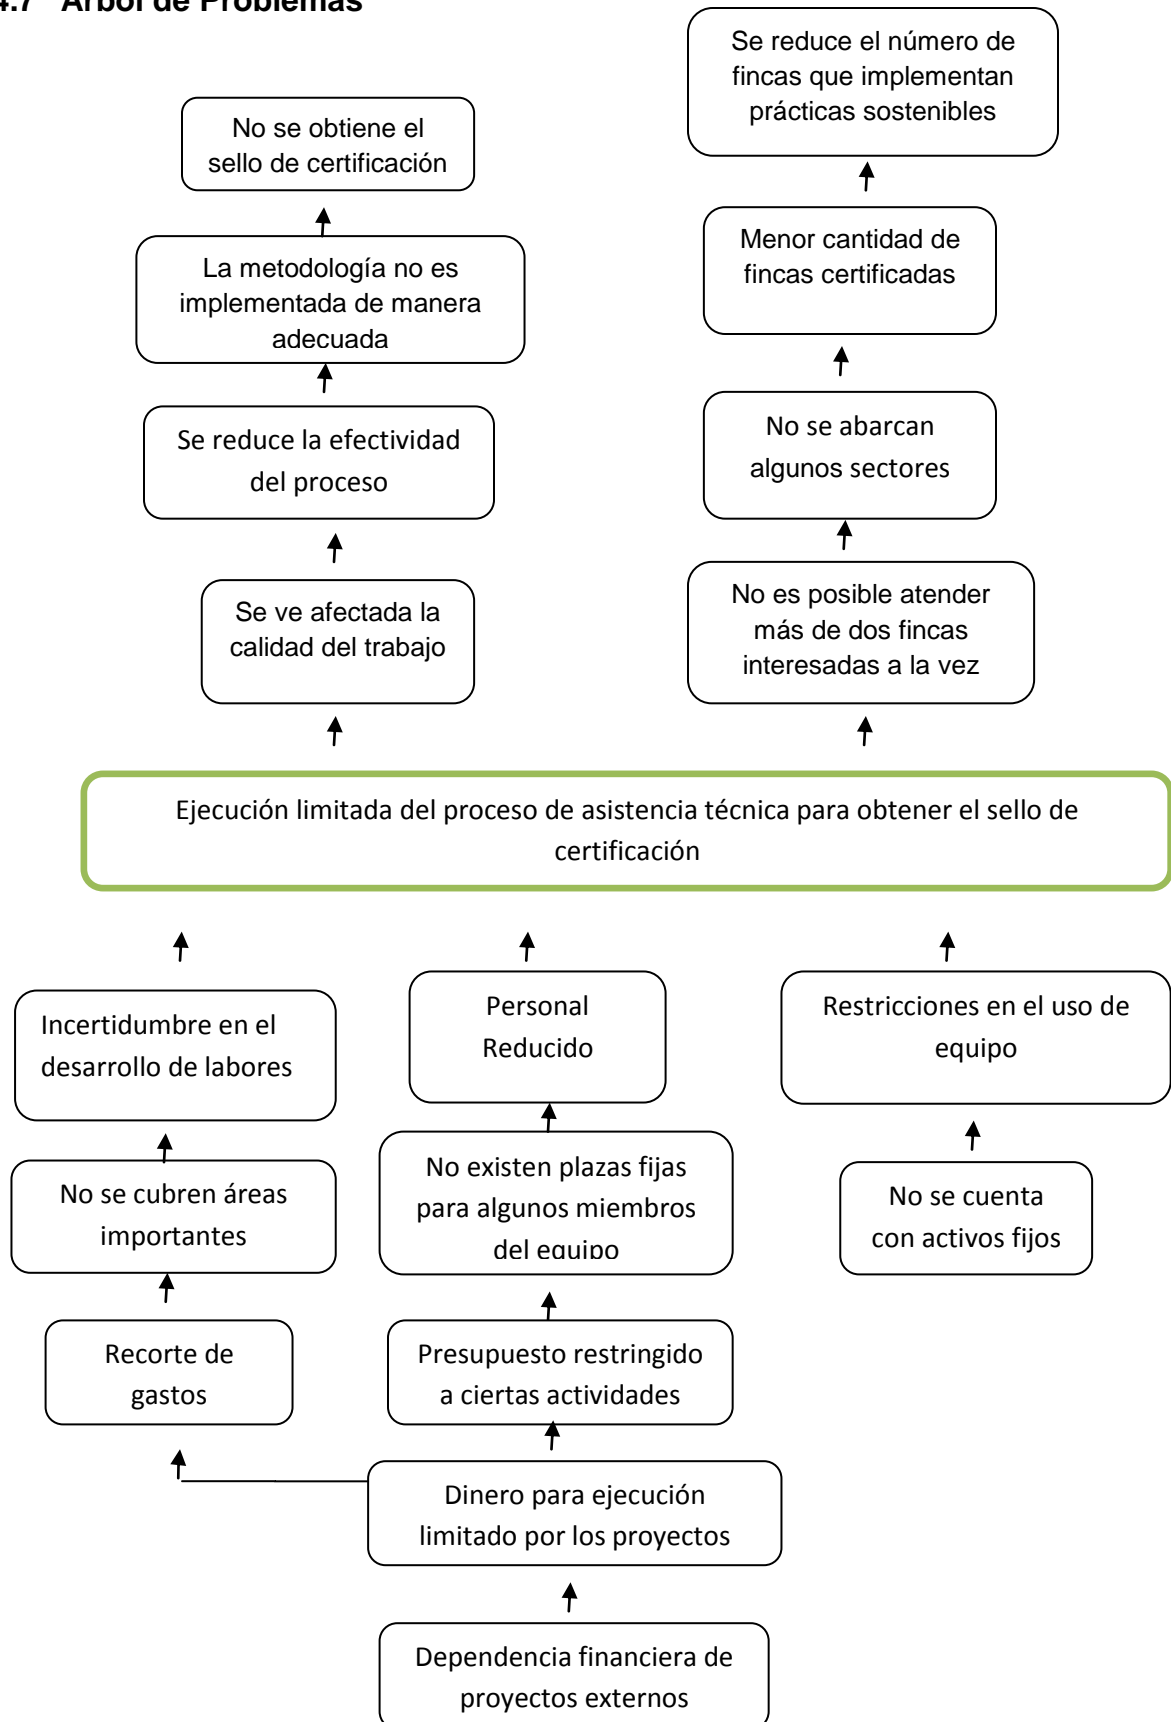 4.7 Árbol de Problemas
Se reduce el número de
fincas que implementan
prácticas sostenibles
No se obtiene el
sello de certificación
Menor cantidad de
fincas certificadas
La metodología no es
implementada de manera
adecuada
No se abarcan
algunos sectores
Se reduce la efectividad
del proceso
No es posible atender
más de dos fincas
interesadas a la vez
Se ve afectada la
calidad del trabajo
Ejecución limitada del proceso de asistencia técnica para obtener el sello de
certificación
Incertidumbre en el
desarrollo de labores
Personal
Reducido
Restricciones en el uso de
equipo
No se cubren áreas
importantes
No existen plazas fijas
para algunos miembros
del equipo
No se cuenta
con activos fijos
Recorte de
gastos
Presupuesto restringido
a ciertas actividades
Dinero para ejecución
limitado por los proyectos
Dependencia financiera de
proyectos externos